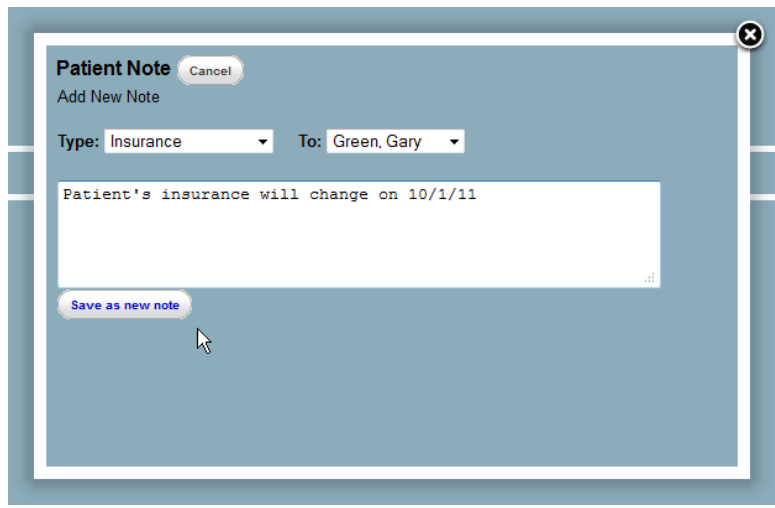 Patient Note Cancel
Add New Note
Type: Insurance To: Green, Gary
Patient's insurance will change on 10/1/11
Save as new note